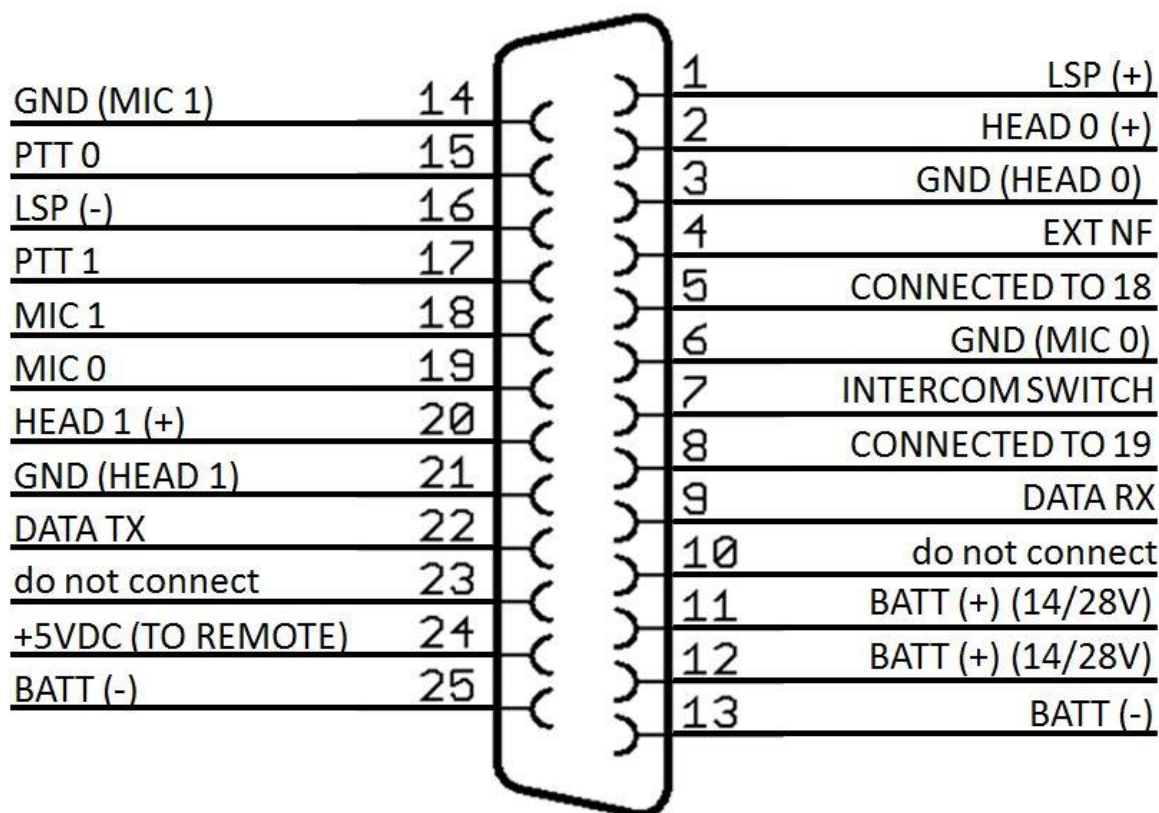 GND (MIC 1) 14
PTT 0 15
LSP (-) 16
PTT 1 17
MIC 1 18
MIC 0 19
HEAD 1 (+) 20
GND (HEAD 1) 21
DATA TX 22
do not connect 23
+5VDC (TO REMOTE) 24
BATT (-) 25
1 LSP (+)
2 HEAD 0 (+)
3 GND (HEAD 0)
4 EXT NF
5 CONNECTED TO 18
6 GND (MIC 0)
7 INTERCOM SWITCH
8 CONNECTED TO 19
9 DATA RX
10 do not connect
11 BATT (+) (14/28V)
12 BATT (+) (14/28V)
13 BATT (-)